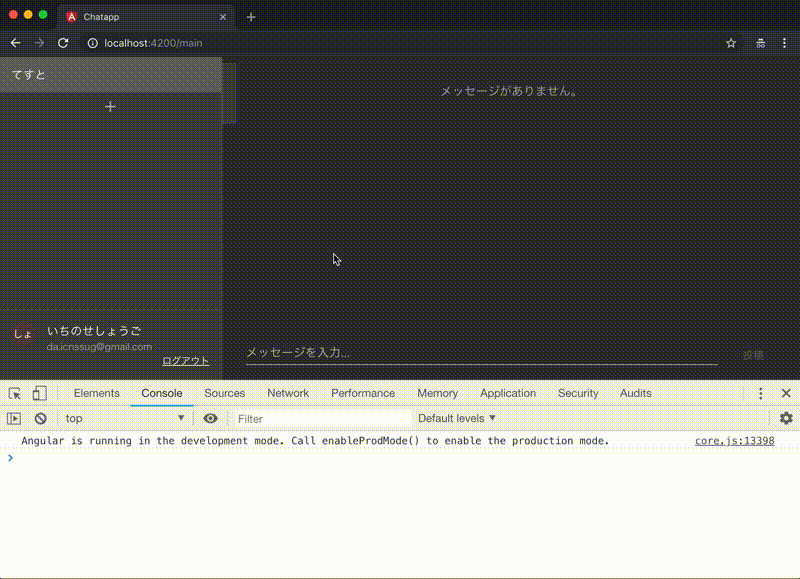 Chatapp
localhost:4200/main
てすと
メッセージがありません。
しょ
いちのせしょうご
da.icnssug@gmail.com
ログアウト
メッセージを入力...
投稿
Elements Console Sources Network Performance Memory Application Security Audits
top Filter Default levels
Angular is running in the development mode. Call enableProdMode() to enable the production mode. core.js:13398